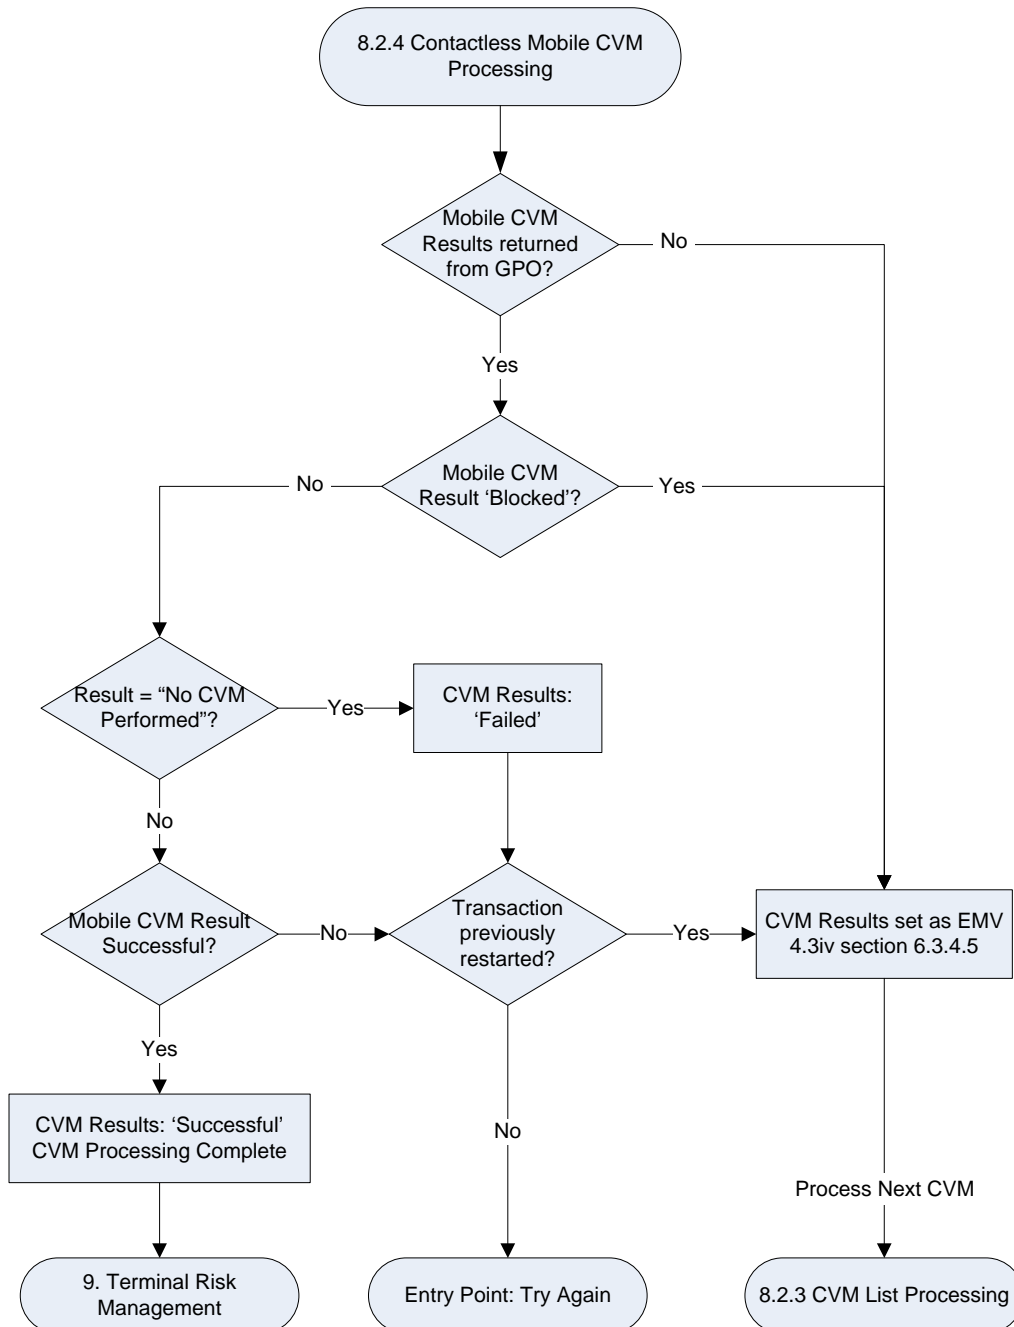 8.2.4 Contactless Mobile CVM
Processing
Mobile CVM
Results returned
from GPO?
No
Yes
Mobile CVM
Result ‘Blocked’?
No
Yes
Result = “No CVM
Performed”?
Yes
CVM Results:
‘Failed’
No
Mobile CVM Result
Successful?
No
Transaction
previously
restarted?
Yes
CVM Results set as EMV
4.3iv section 6.3.4.5
Yes
CVM Results: ‘Successful’
CVM Processing Complete
No
Process Next CVM
9. Terminal Risk
Management
Entry Point: Try Again
8.2.3 CVM List Processing